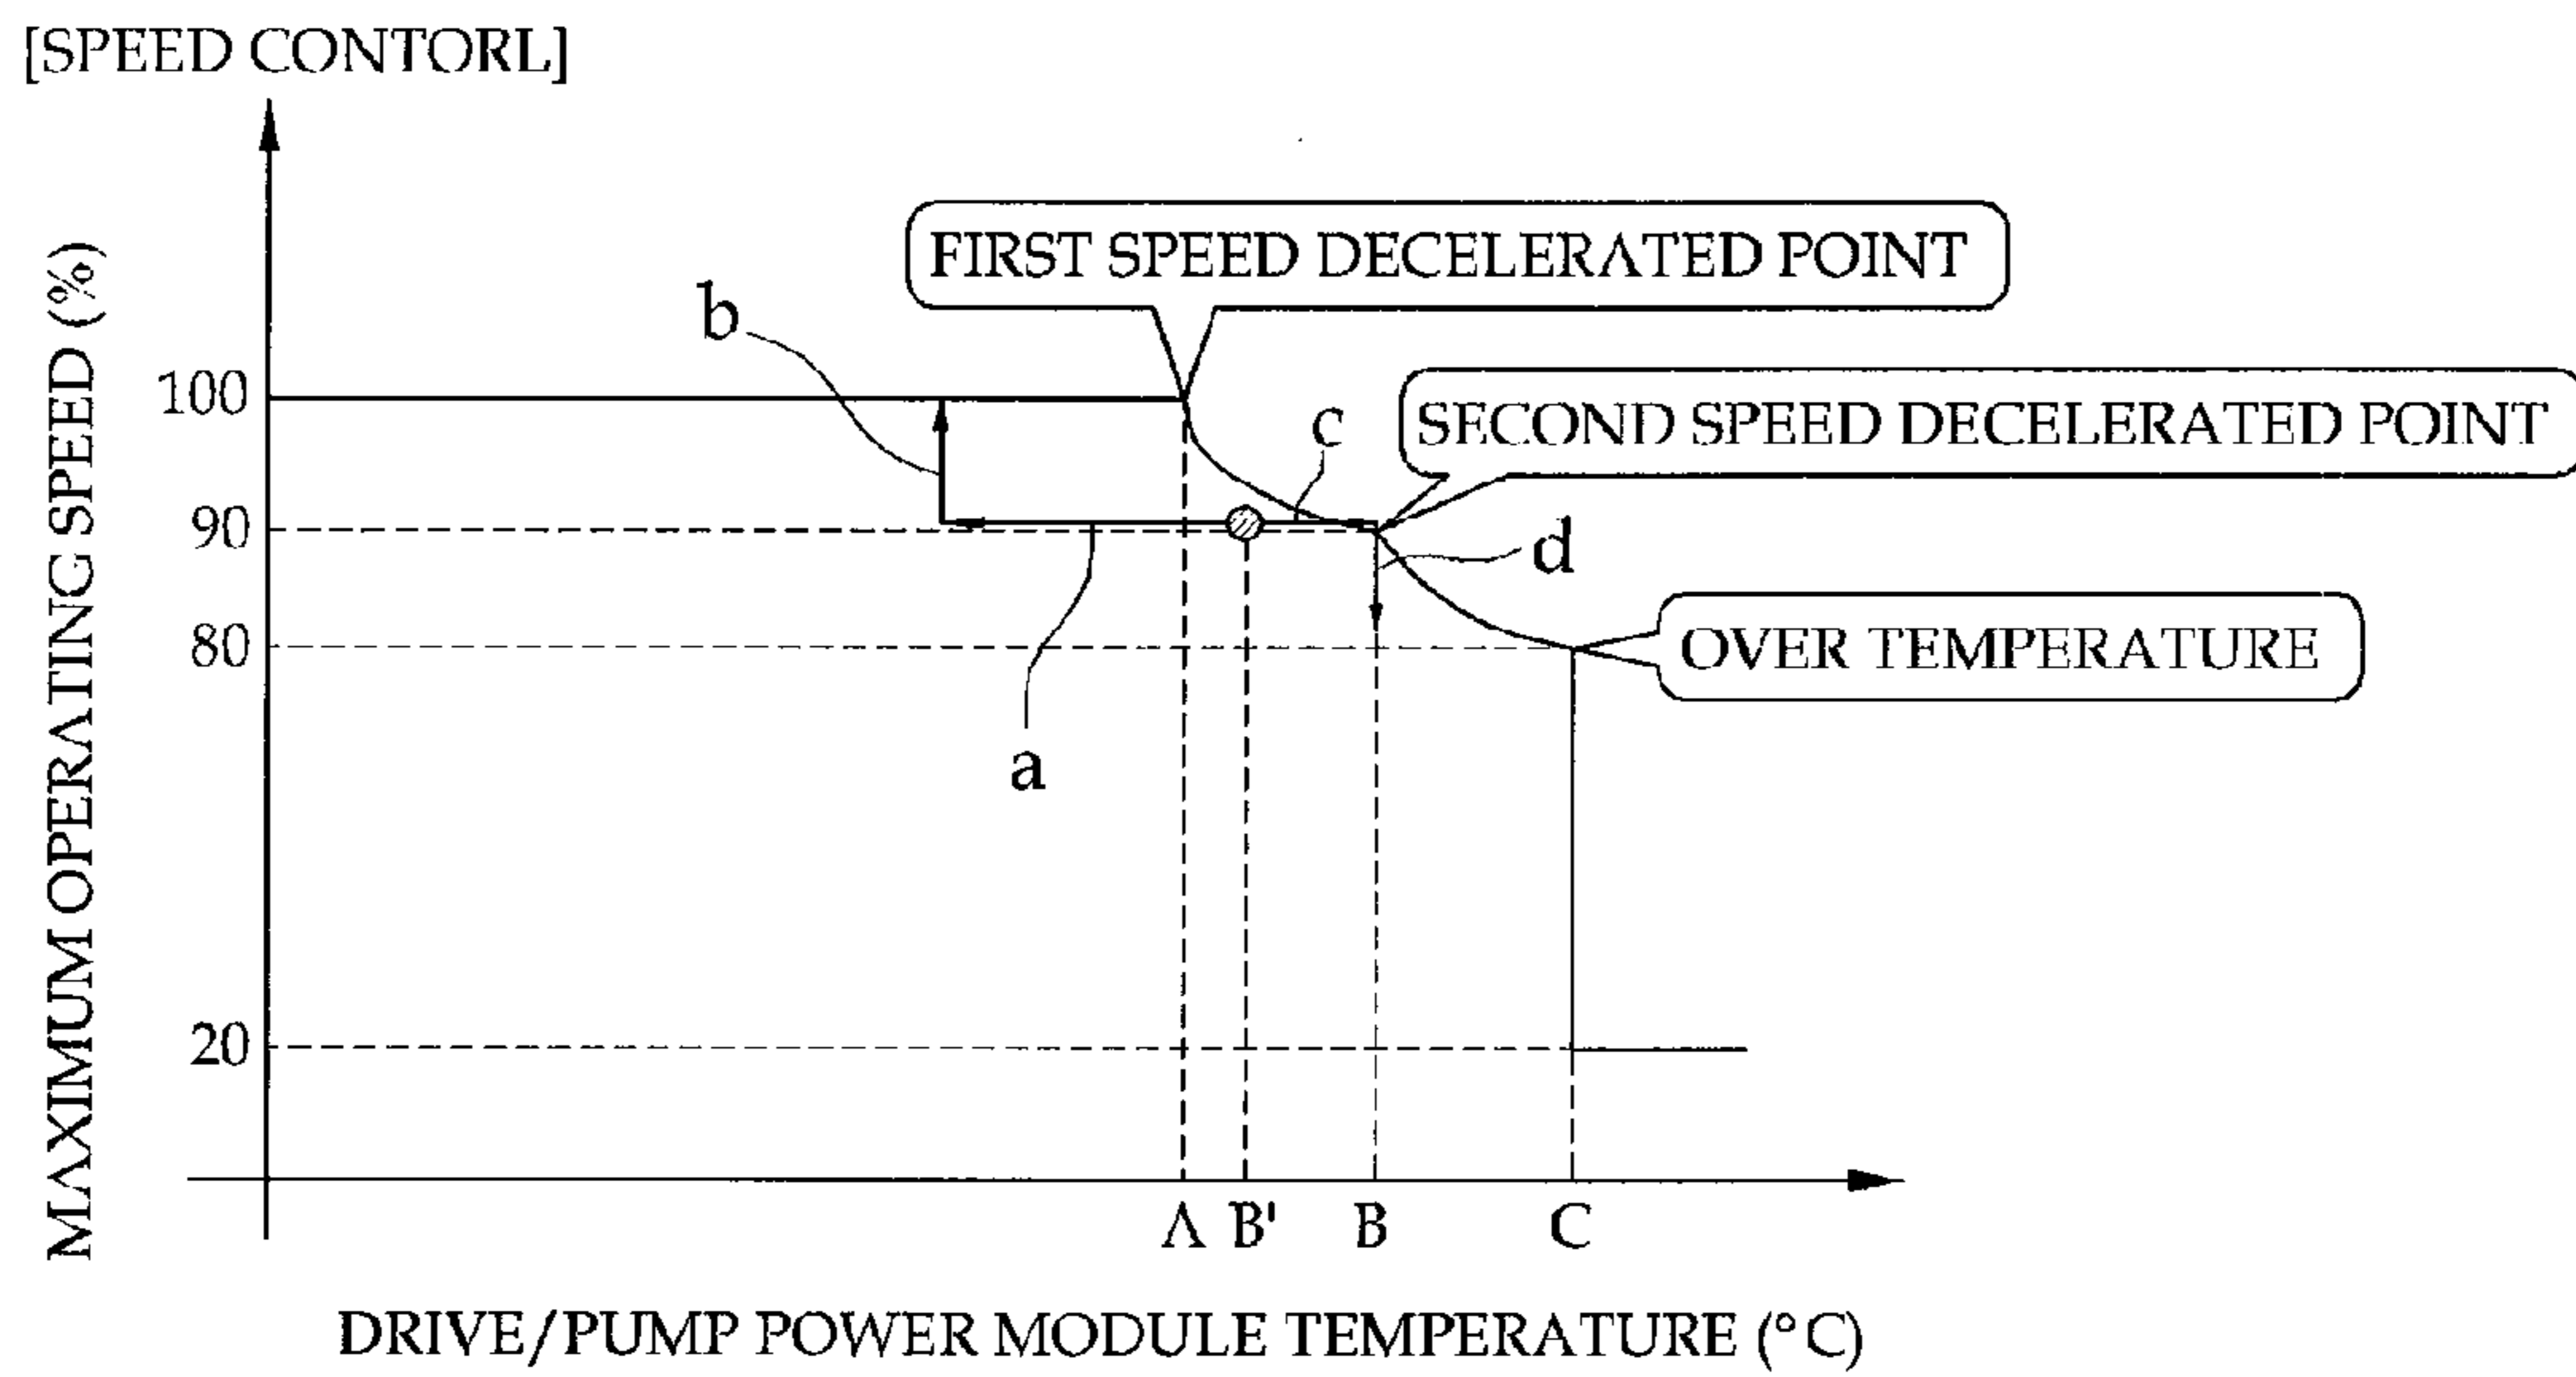 [SPEED CONTORL]
MAXIMUM OPERATING SPEED (%)
FIRST SPEED DECELERATED POINT
b
100
SECOND SPEED DECELERATED POINT
c
90
d
80
OVER TEMPERATURE
a
20
A B' B C
DRIVE/PUMP POWER MODULE TEMPERATURE (°C)